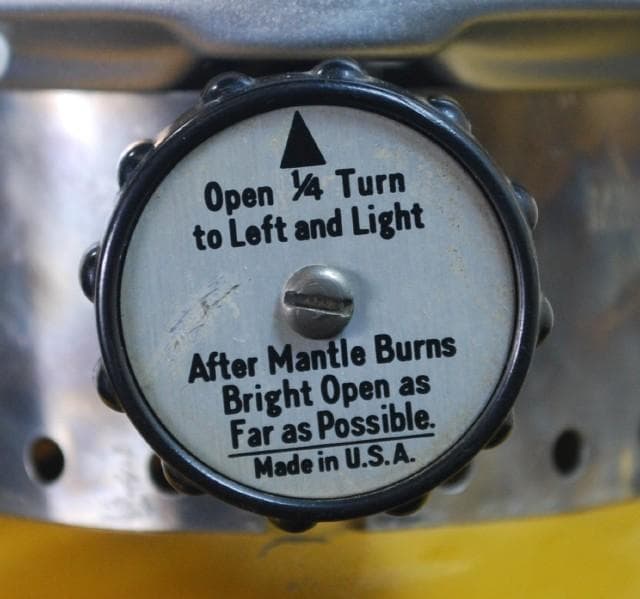 Open ¼ Turn
to Left and Light
After Mantle Burns
Bright Open as
Far as Possible.
Made in U.S.A.